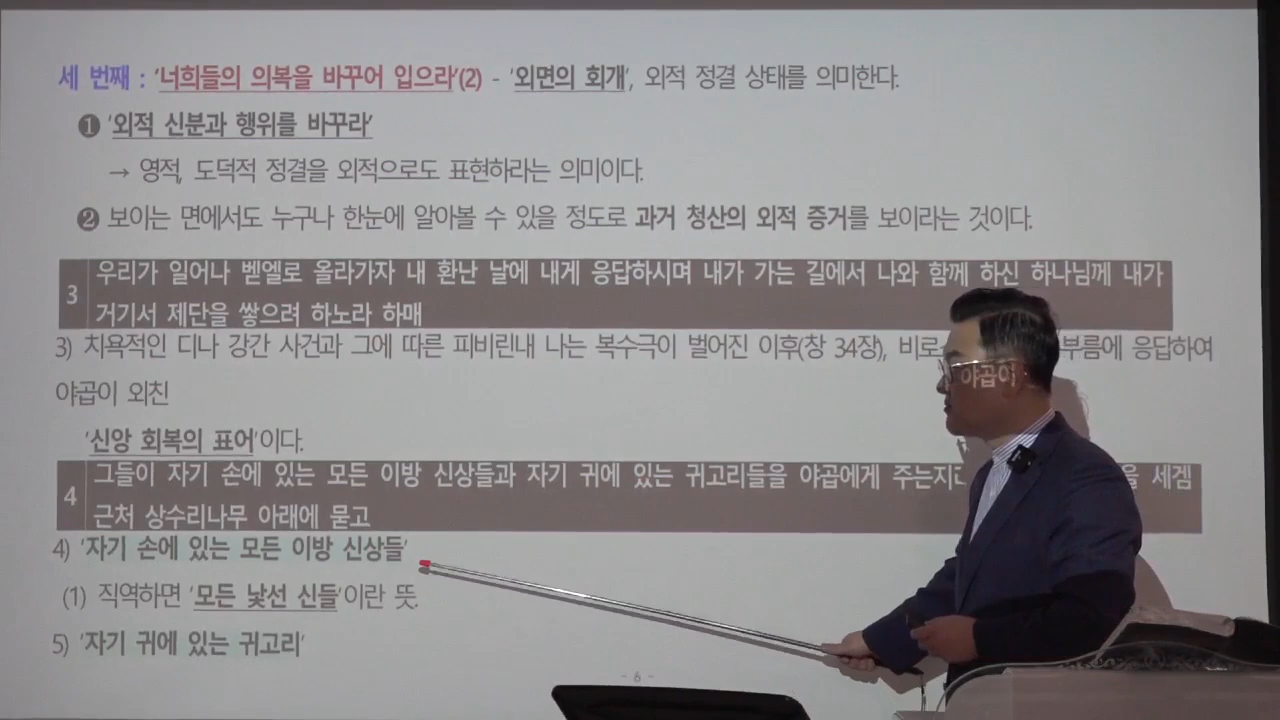 세 번째 : '너희들의 의복을 바꾸어 입으라'(2) - '외면의 회개', 외적 정결 상태를 의미한다.
❶ '외적 신분과 행위를 바꾸라'
→ 영적, 도덕적 정결을 외적으로도 표현하라는 의미이다.
❷ 보이는 면에서도 누구나 한눈에 알아볼 수 있을 정도로 과거 청산의 외적 증거를 보이라는 것이다.
3 우리가 일어나 벧엘로 올라가자 내 환난 날에 내게 응답하시며 내가 가는 길에서 나와 함께 하신 하나님께 내가
거기서 제단을 쌓으려 하노라 하매
3) 치욕적인 디나 강간 사건과 그에 따른 피비린내 나는 복수극이 벌어진 이후(창 34장), 부름에 응답하여
야곱이 외친
'신앙 회복의 표어'이다.
4 그들이 자기 손에 있는 모든 이방 신상들과 자기 귀에 있는 귀고리들을 야곱에게 주는지라 야곱이 세겜
근처 상수리나무 아래에 묻고
4) '자기 손에 있는 모든 이방 신상들'
(1) 직역하면 '모든 낯선 신들'이란 뜻.
5) '자기 귀에 있는 귀고리'
- 6 -